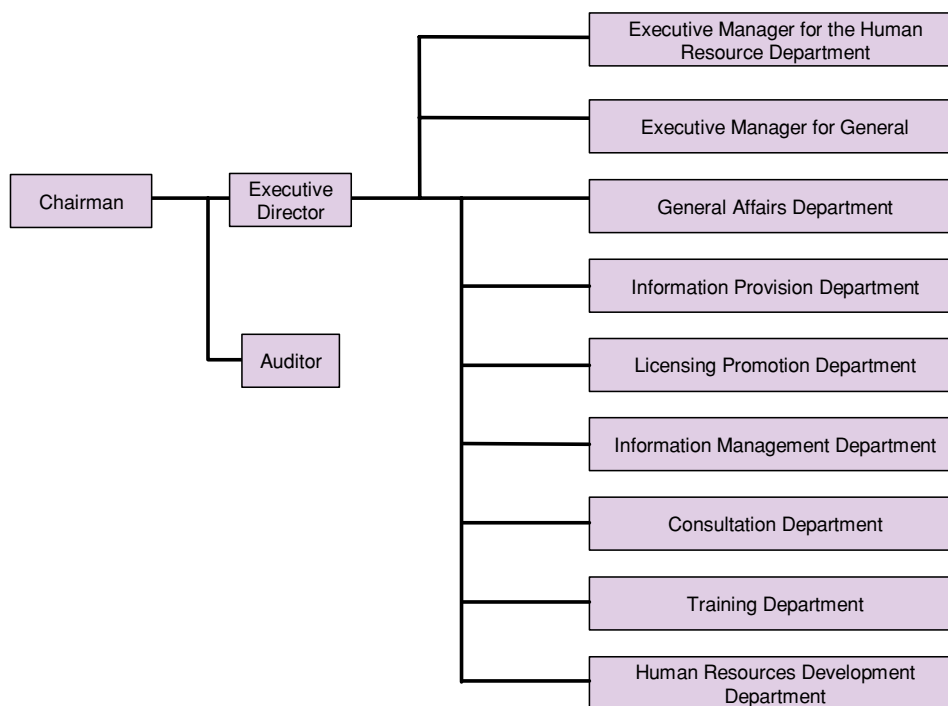 Chairman
Executive
Director
Auditor
Executive Manager for the Human
Resource Department
Executive Manager for General
General Affairs Department
Information Provision Department
Licensing Promotion Department
Information Management Department
Consultation Department
Training Department
Human Resources Development
Department